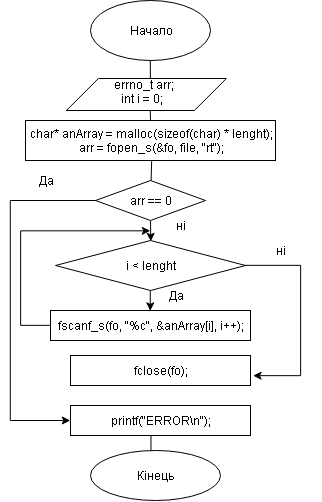 Начало
errno_t arr;
int i = 0;
char* anArray = malloc(sizeof(char) * lenght);
arr = fopen_s(&fo, file, "rt");
Да
arr == 0
ні
i < lenght
ні
Да
fscanf_s(fo, "%c", &anArray[i], i++);
fclose(fo);
printf("ERROR\n");
Кінець